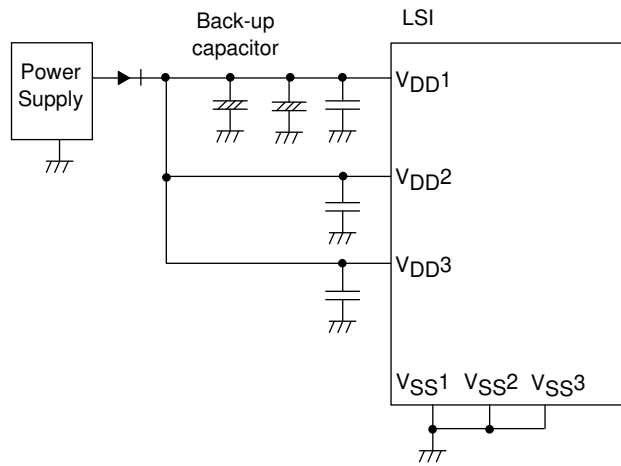 Back-up
capacitor
LSI
Power
Supply
VDD1
VDD2
VDD3
VSS1 VSS2 VSS3